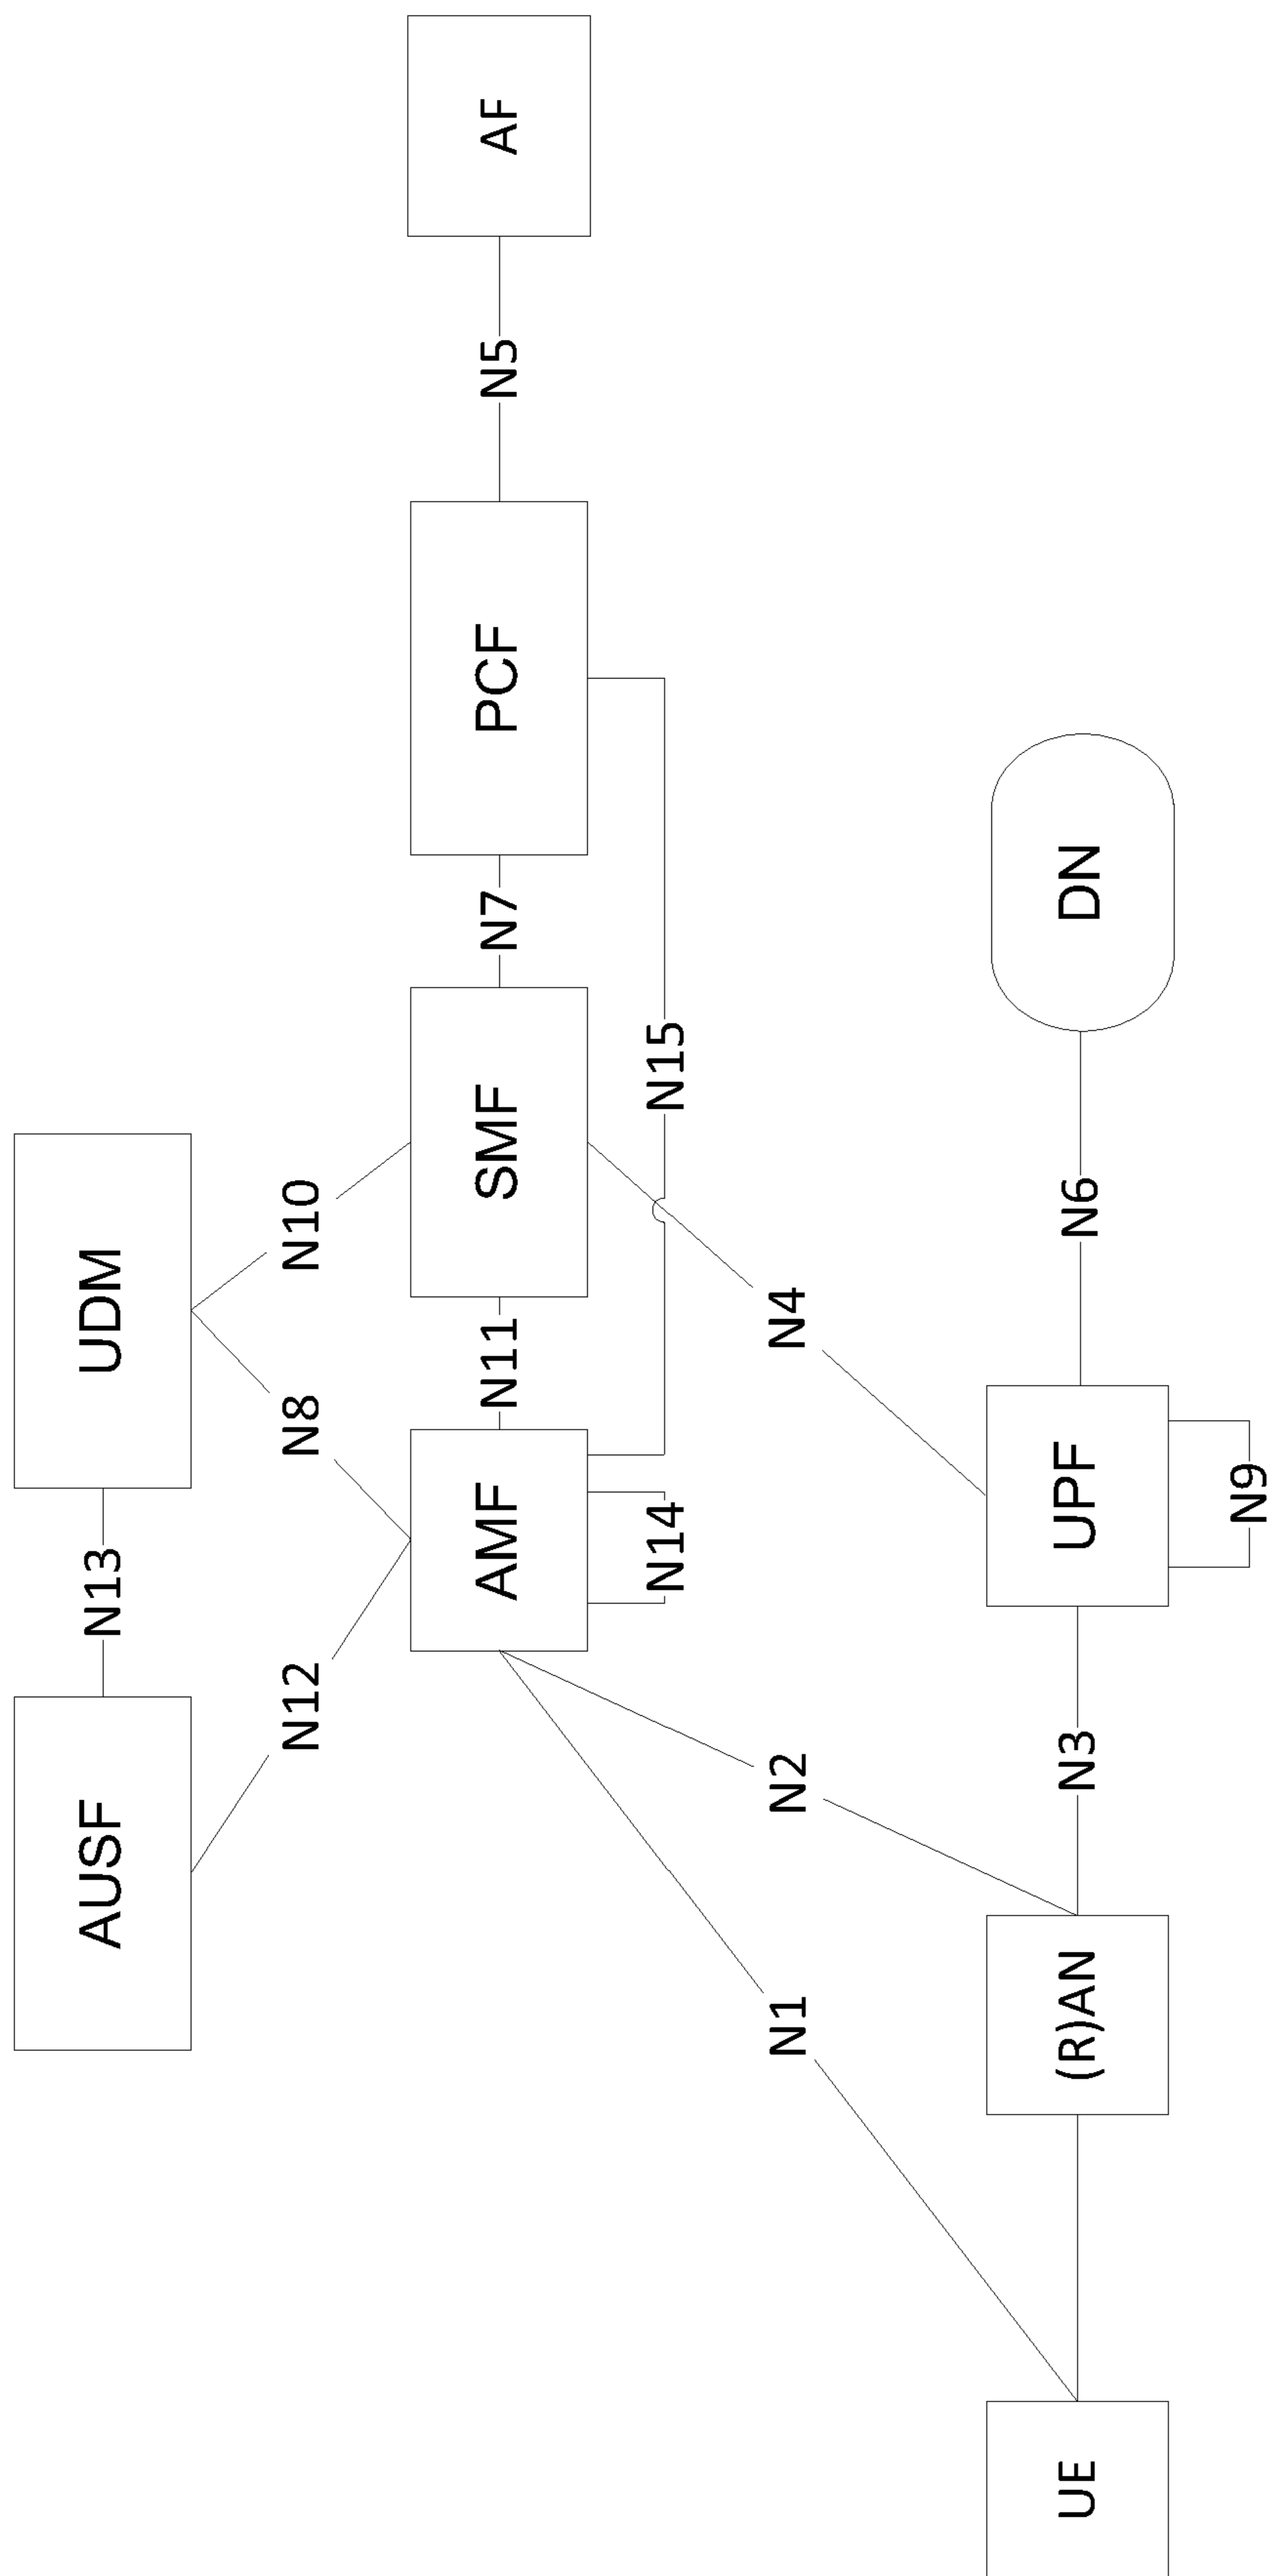 AUSF
N13
UDM
N12
N8
N10
AMF
N11
SMF
N7
PCF
N5
AF
N14
N15
N1
N2
N4
UE
(R)AN
N3
UPF
N6
DN
N9